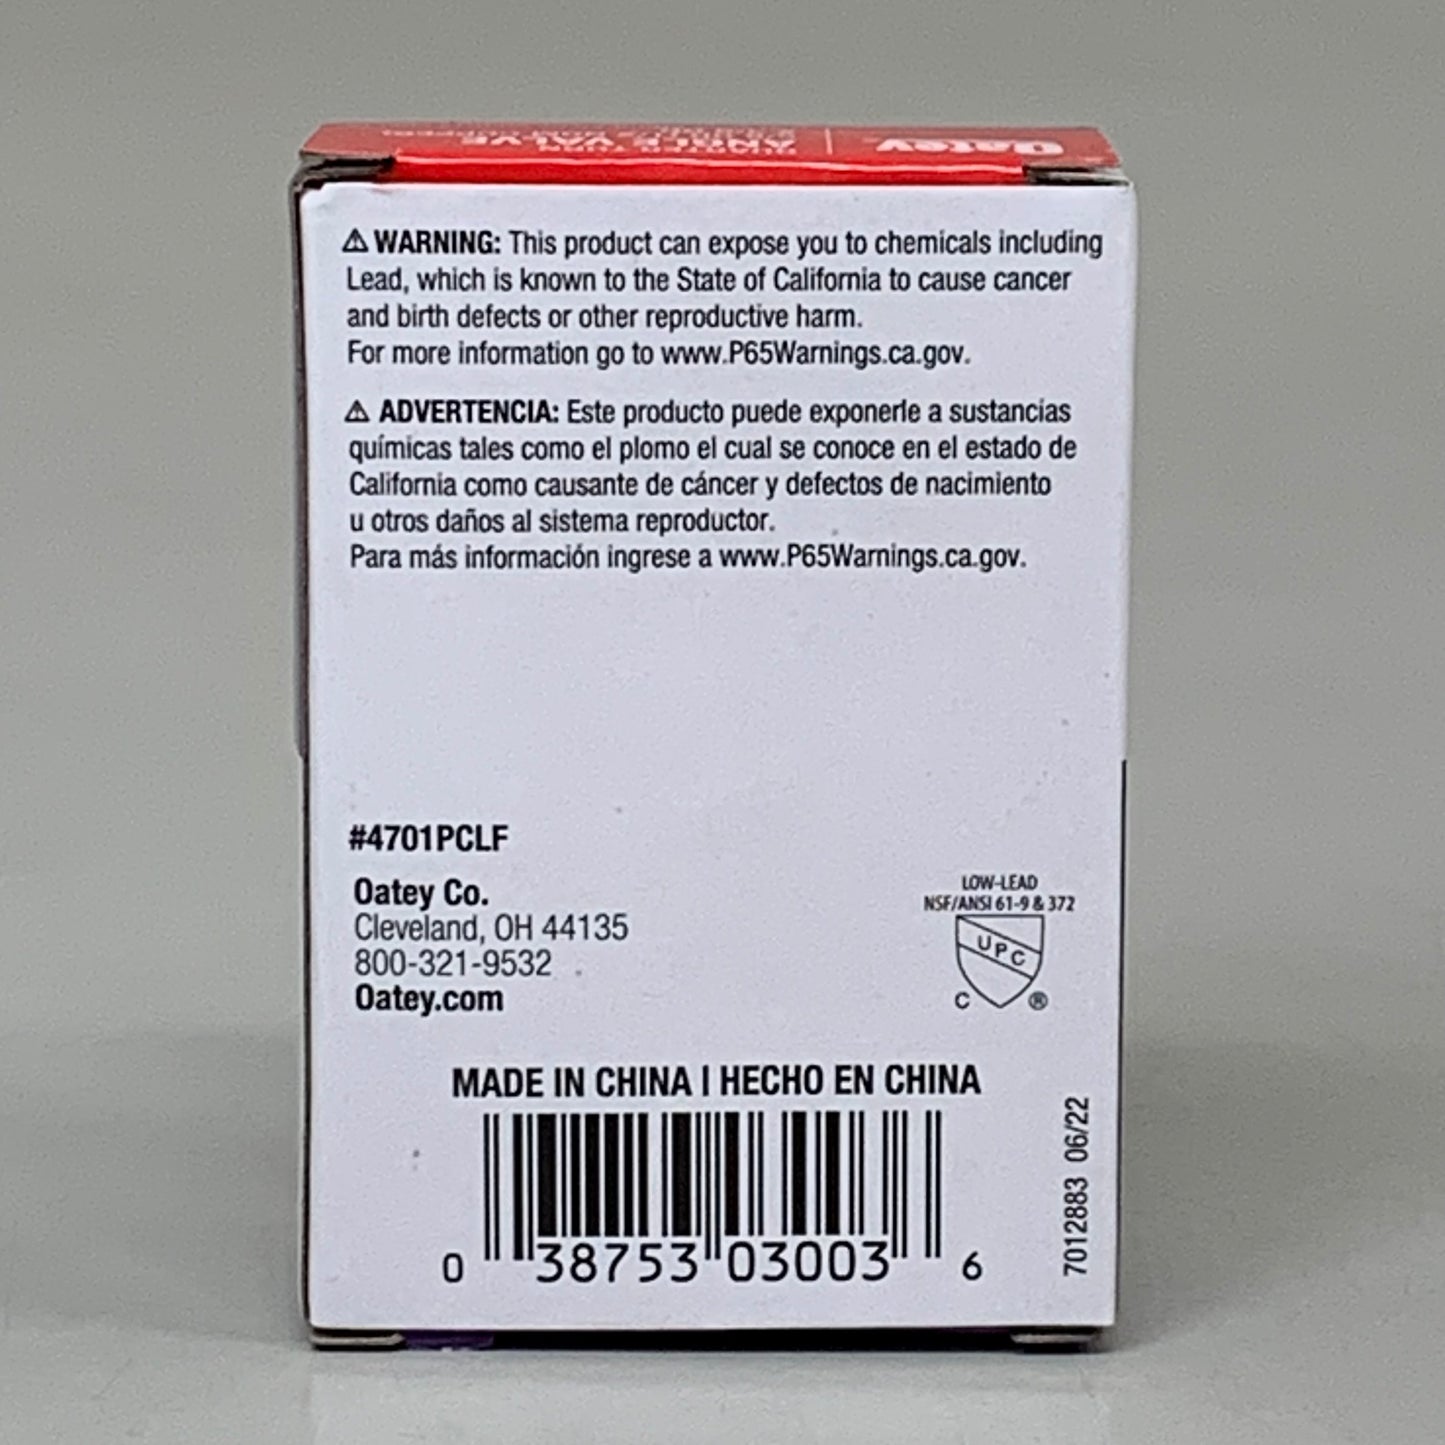 Oatey
QUARTER TURN
ANGLE VALVE
⚠ WARNING: This product can expose you to chemicals including
Lead, which is known to the State of California to cause cancer
and birth defects or other reproductive harm.
For more information go to www.P65Warnings.ca.gov.
⚠ ADVERTENCIA: Este producto puede exponerle a sustancias
químicas tales como el plomo el cual se conoce en el estado de
California como causante de cáncer y defectos de nacimiento
u otros daños al sistema reproductor.
Para más información ingrese a www.P65Warnings.ca.gov.
#4701PCLF
Oatey Co.
Cleveland, OH 44135
800-321-9532
Oatey.com
LOW-LEAD
NSF/ANSI 61-9 & 372
UPC
C ®
MADE IN CHINA | HECHO EN CHINA
0 38753 03003 6
7012883 06/22